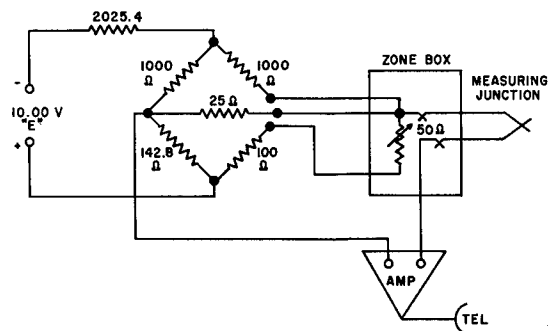 2025.4
1000
Ω
1000
Ω
ZONE BOX
MEASURING
JUNCTION
-
10.00 V
"E"
+
25 Ω
50 Ω
142.8
Ω
100
Ω
AMP
TEL